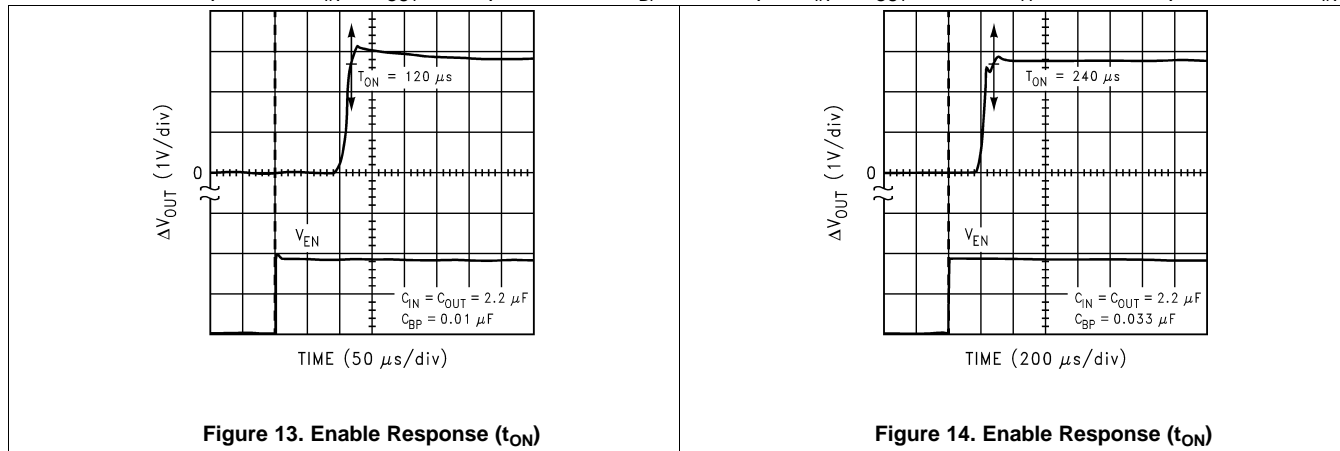 ΔV_OUT (1V/div)
0
T_ON = 120 μs
V_EN
C_IN = C_OUT = 2.2 μF
C_BP = 0.01 μF
TIME (50 μs/div)
Figure 13. Enable Response (t_ON)
ΔV_OUT (1V/div)
0
T_ON = 240 μs
V_EN
C_IN = C_OUT = 2.2 μF
C_BP = 0.033 μF
TIME (200 μs/div)
Figure 14. Enable Response (t_ON)